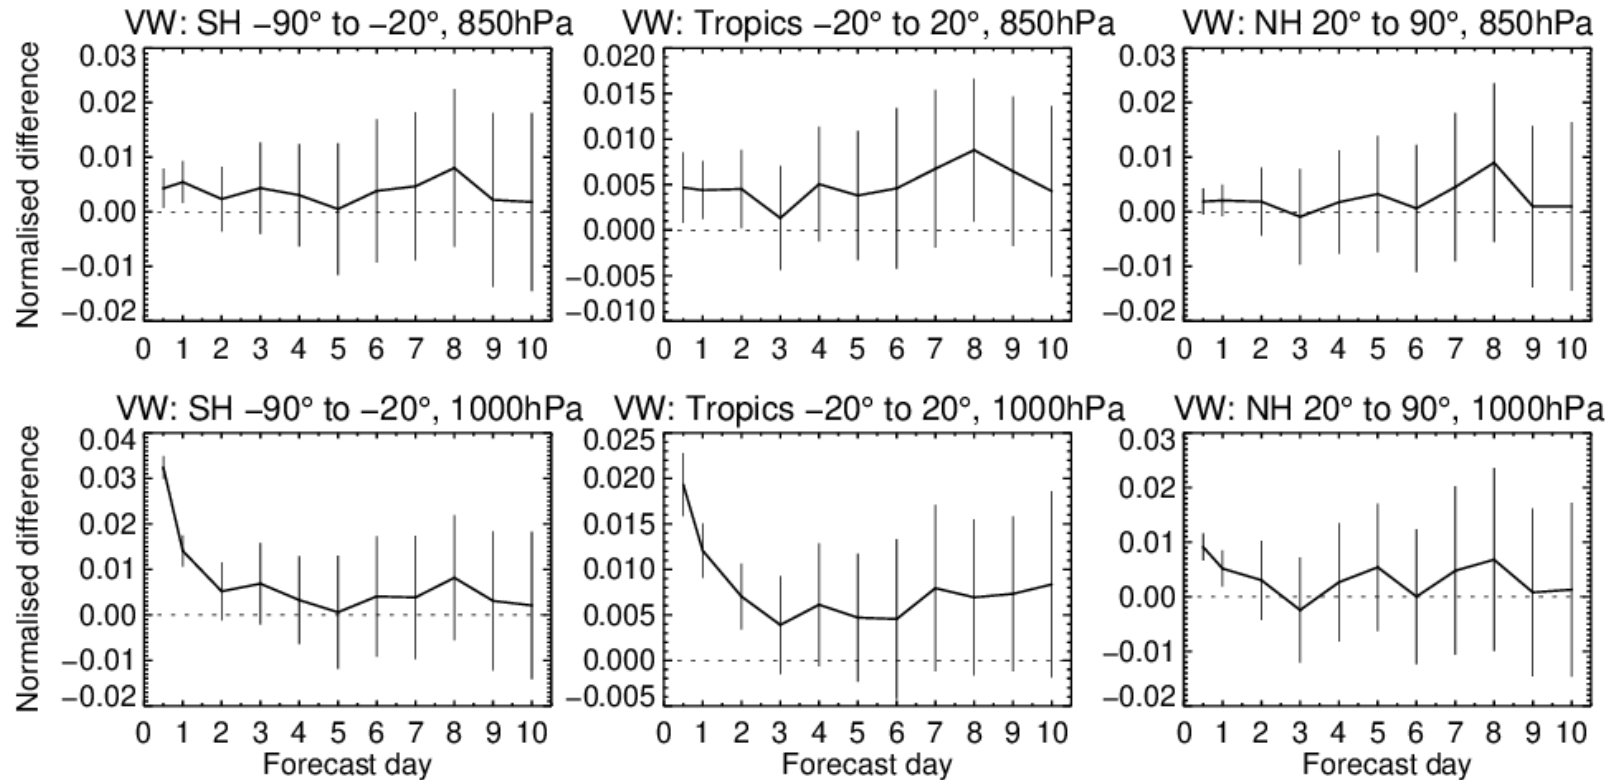 VW: SH −90° to −20°, 850hPa
Normalised difference
0.03
0.02
0.01
0.00
−0.01
−0.02
0 1 2 3 4 5 6 7 8 9 10
VW: Tropics −20° to 20°, 850hPa
0.020
0.015
0.010
0.005
0.000
−0.005
−0.010
0 1 2 3 4 5 6 7 8 9 10
VW: NH 20° to 90°, 850hPa
0.03
0.02
0.01
0.00
−0.01
−0.02
0 1 2 3 4 5 6 7 8 9 10
VW: SH −90° to −20°, 1000hPa
Normalised difference
0.04
0.03
0.02
0.01
0.00
−0.01
−0.02
0 1 2 3 4 5 6 7 8 9 10
Forecast day
VW: Tropics −20° to 20°, 1000hPa
0.025
0.020
0.015
0.010
0.005
0.000
−0.005
0 1 2 3 4 5 6 7 8 9 10
Forecast day
VW: NH 20° to 90°, 1000hPa
0.03
0.02
0.01
0.00
−0.01
−0.02
0 1 2 3 4 5 6 7 8 9 10
Forecast day